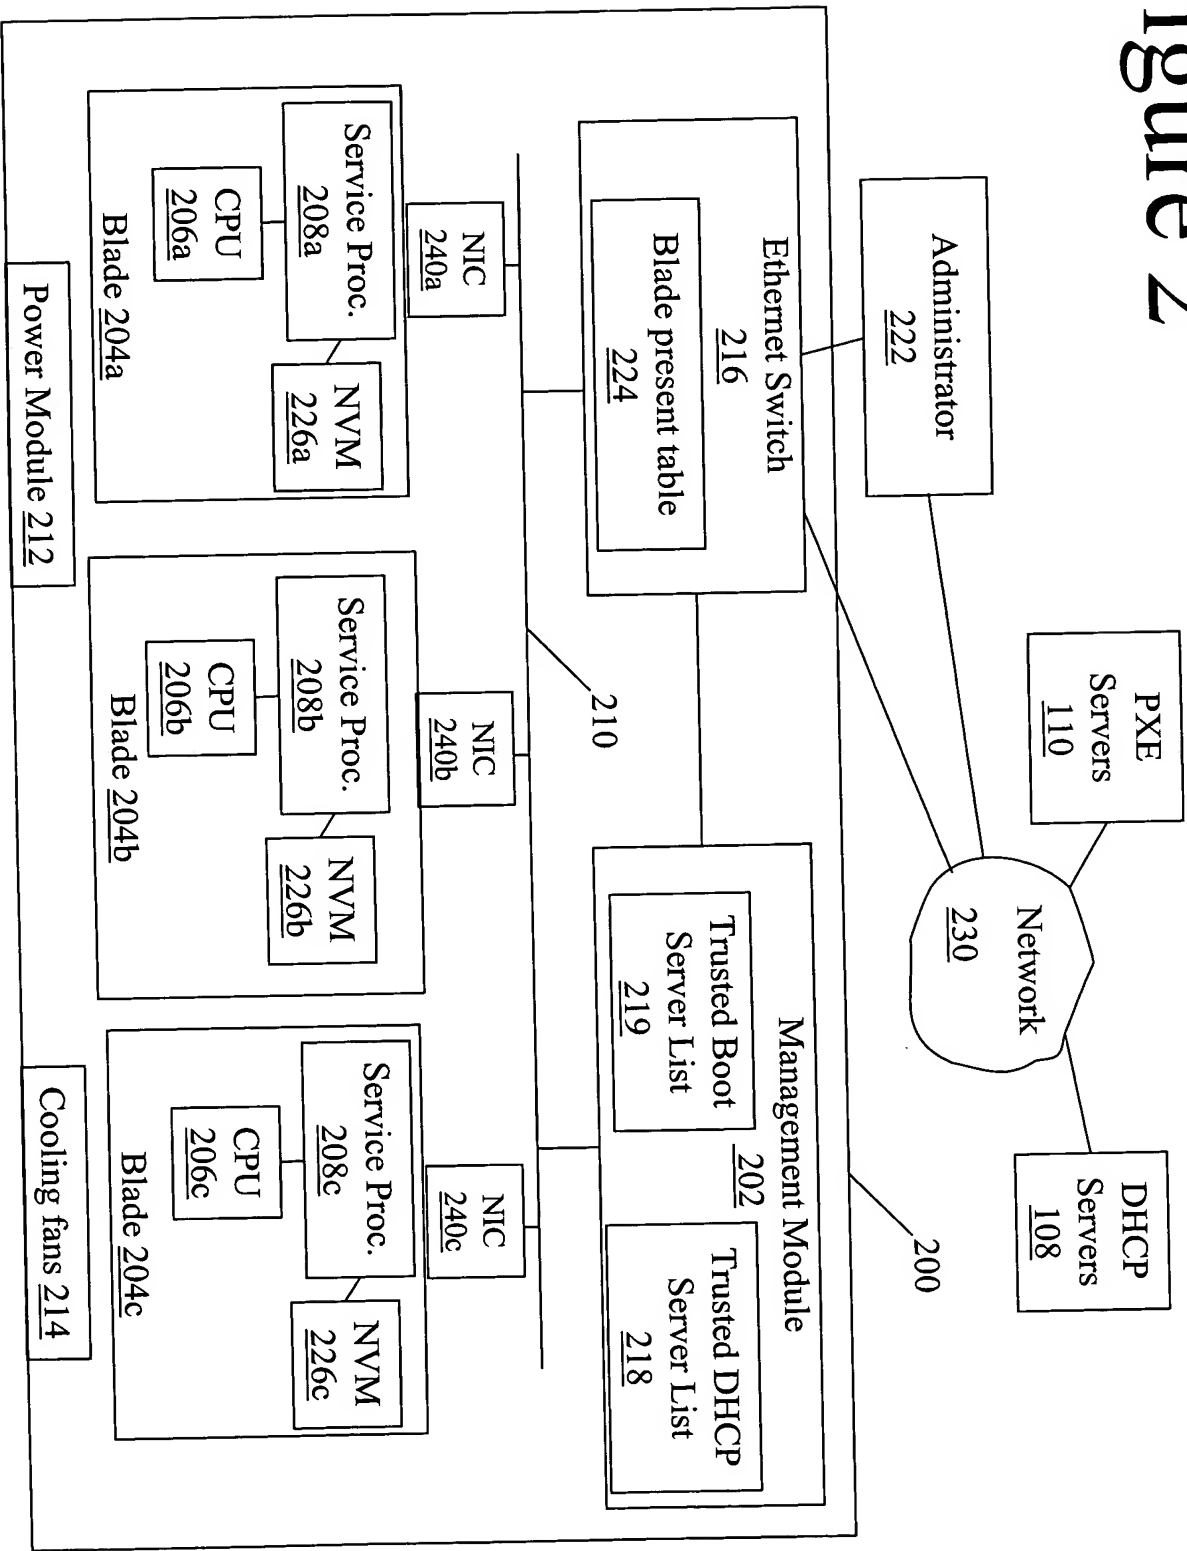 igure 2
PXE
Servers
110
DHCP
Servers
108
Network
230
Administrator
222
200
Ethernet Switch
216
Blade present table
224
Management Module
202
Trusted Boot
Server List
219
Trusted DHCP
Server List
218
210
NIC
240a
NIC
240b
NIC
240c
Service Proc.
208a
NVM
226a
CPU
206a
Blade 204a
Service Proc.
208b
NVM
226b
CPU
206b
Blade 204b
Service Proc.
208c
NVM
226c
CPU
206c
Blade 204c
Power Module 212
Cooling fans 214